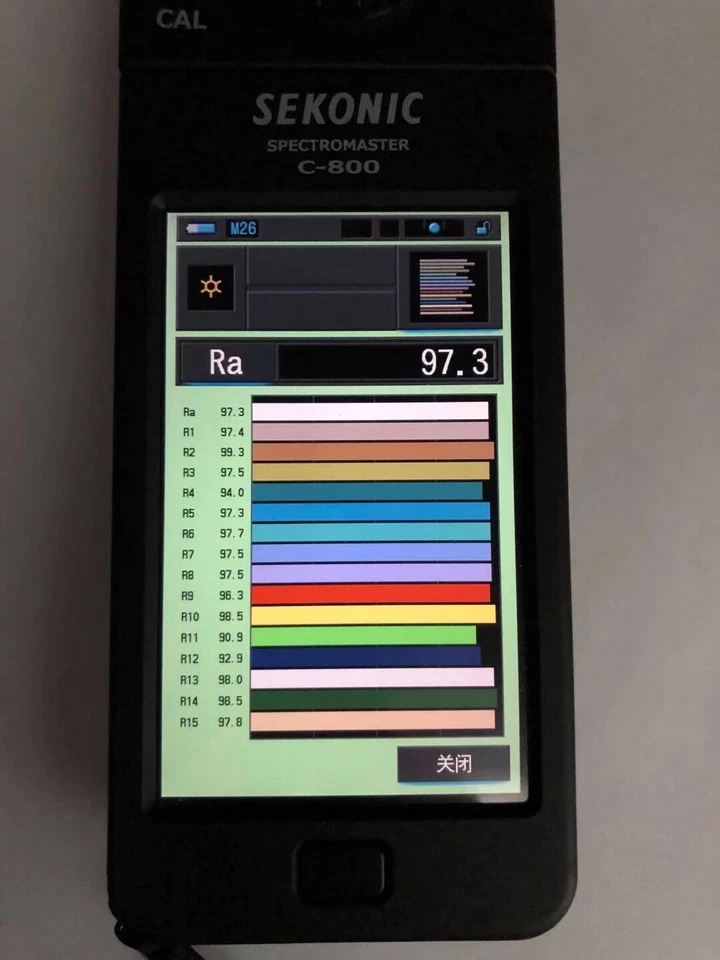 CAL
SEKONIC
SPECTROMASTER
C-800
M26
Ra 97.3
Ra 97.3
R1 97.4
R2 99.3
R3 97.5
R4 94.0
R5 97.3
R6 97.7
R7 97.5
R8 97.5
R9 96.3
R10 98.5
R11 90.9
R12 92.9
R13 98.0
R14 98.5
R15 97.8
关闭